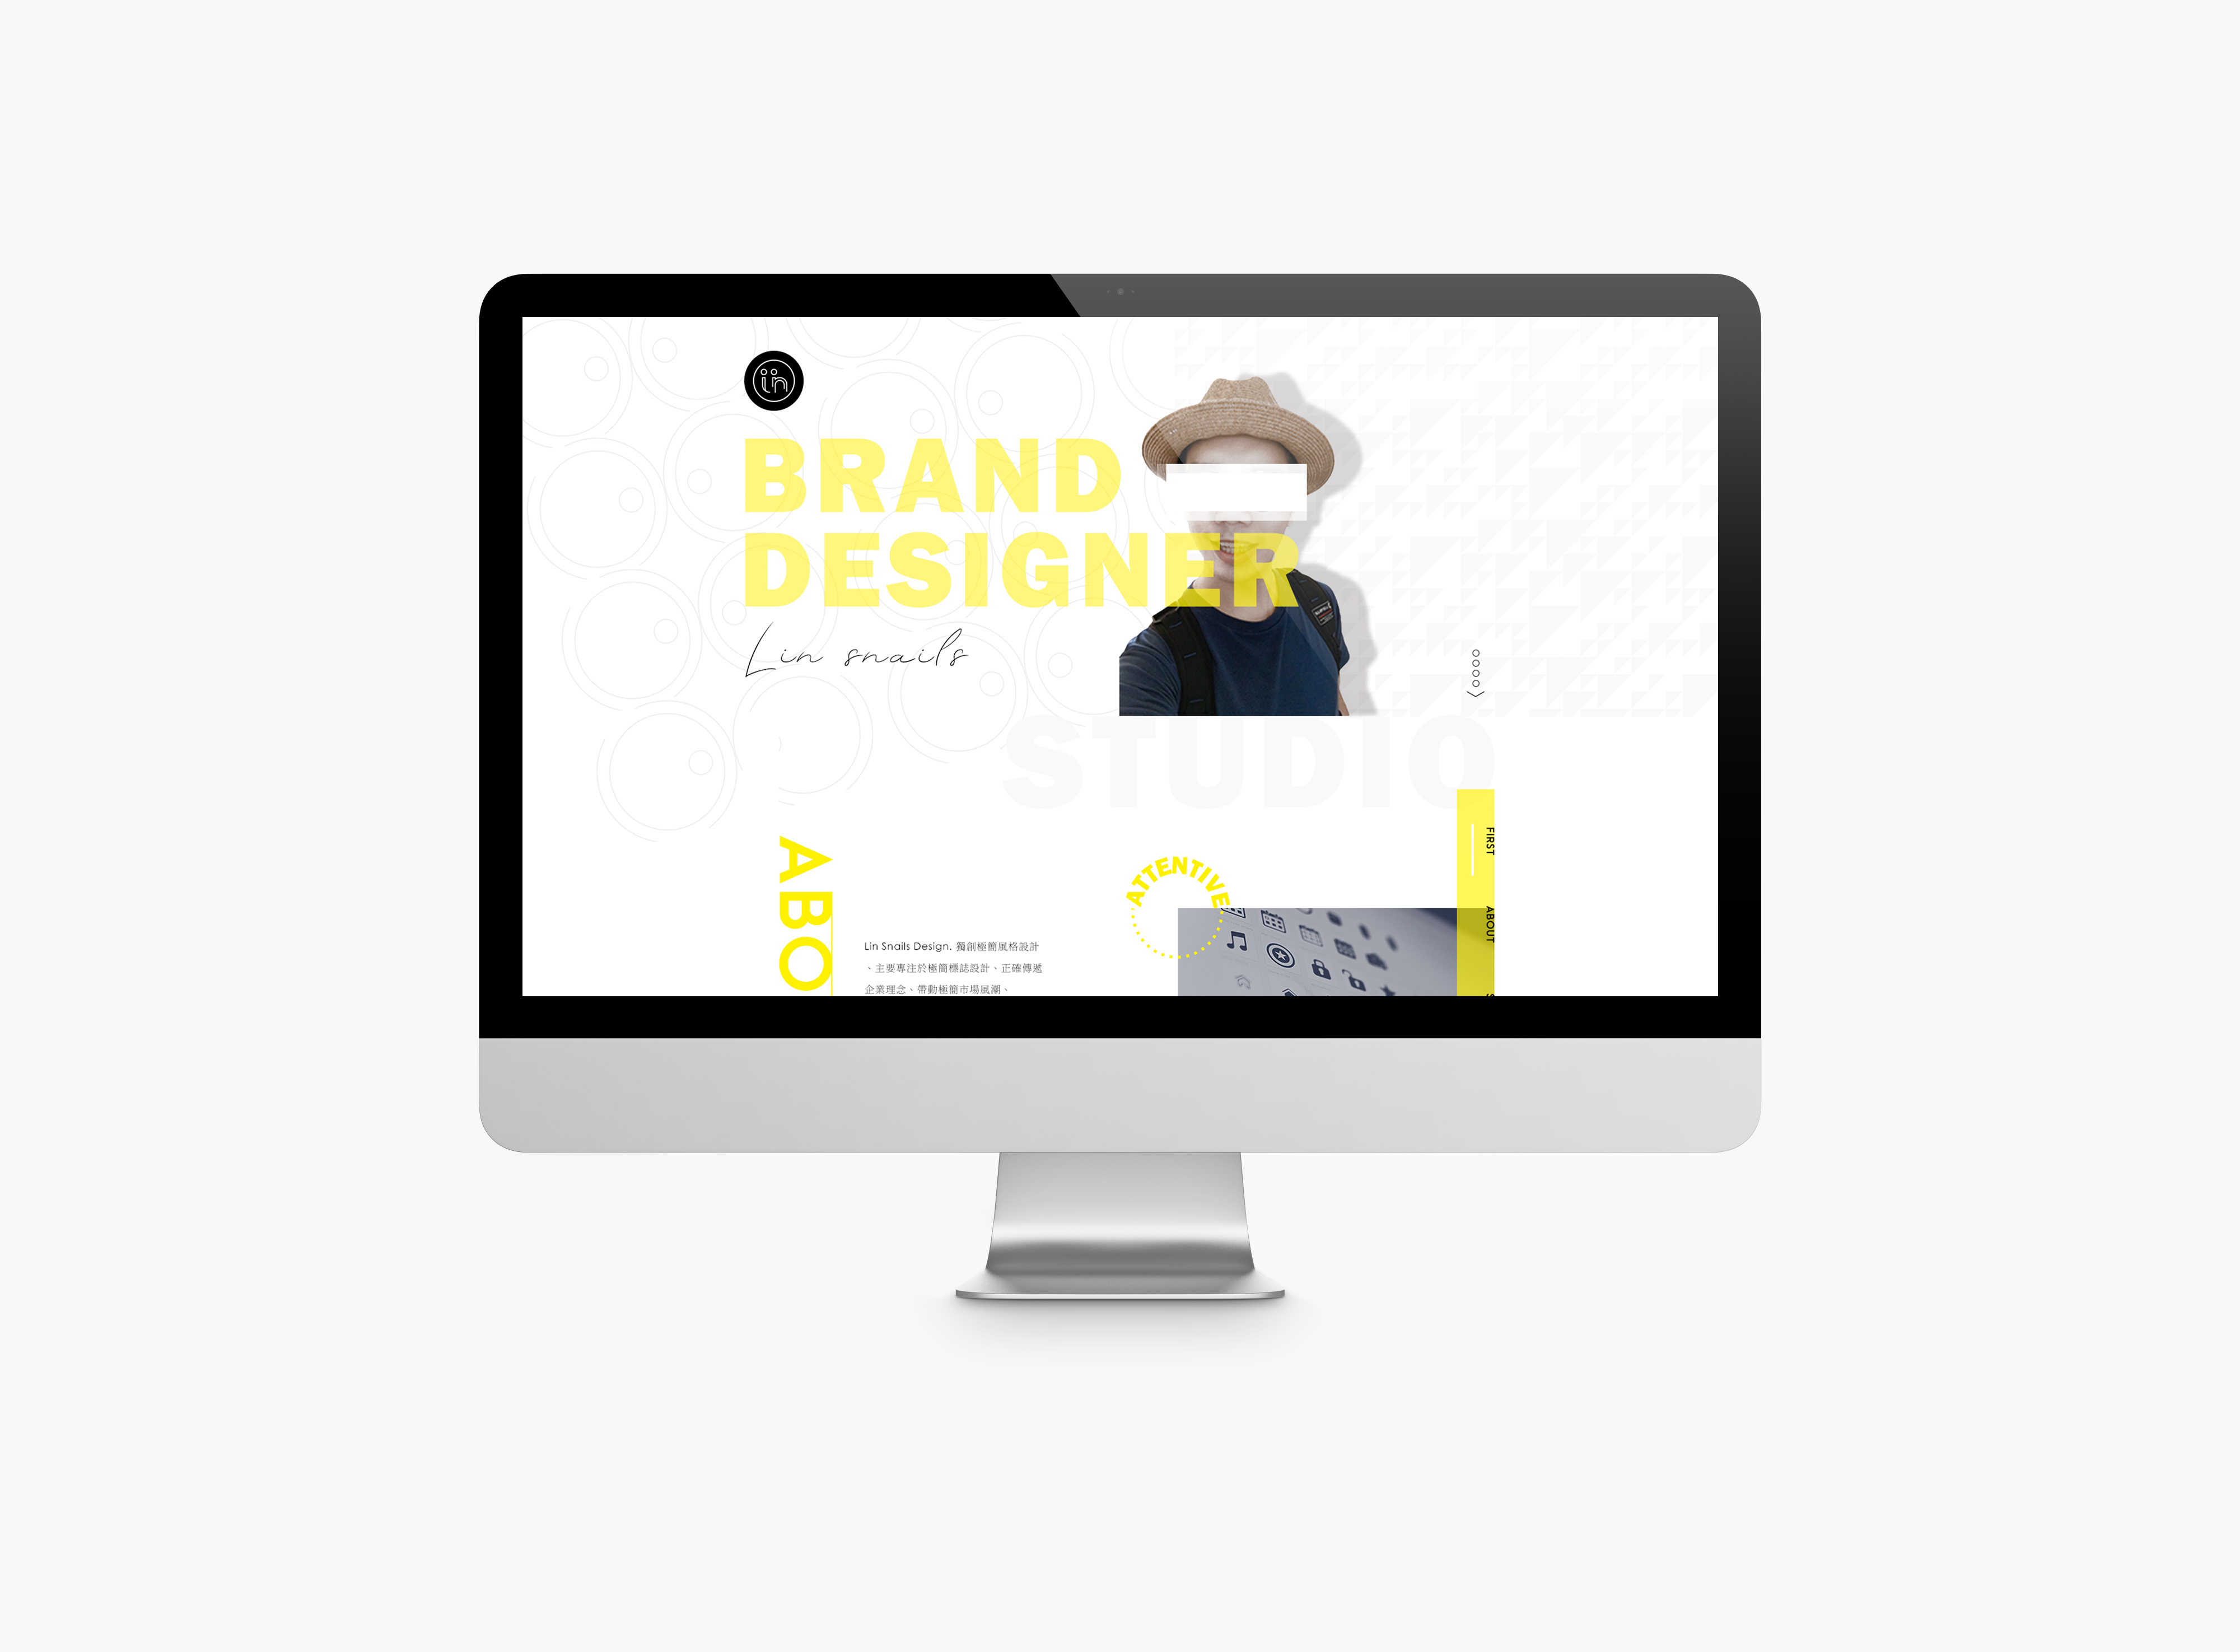 in
BRAND
DESIGNER
Lin snails
STUDIO
FIRST
ABOUT
ABO
ATTENTIVE
Lin Snails Design. 獨創極簡風格設計
、主要專注於極簡標誌設計、正確傳遞
企業理念、帶動極簡市場風潮、